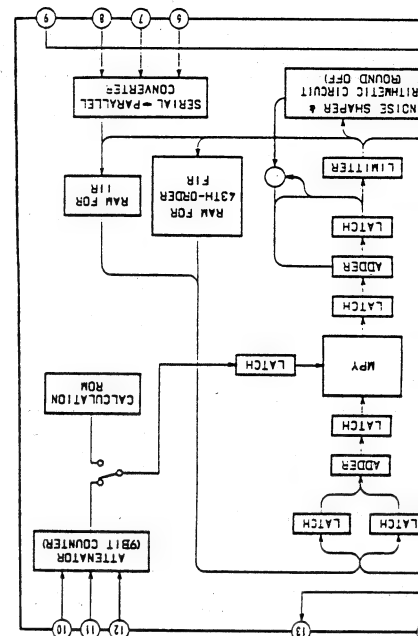 13
12
11
10
LATCH
LATCH
ATTENATOR
(9BIT COUNTER)
ADDER
LATCH
CALCULATION
ROM
MPY
LATCH
LATCH
ADDER
LATCH
LIMITTER
RAM FOR
43TH-ORDER
FIR
RAM FOR
IIR
NOISE SHAPER &
RITHMETIC CIRCUIT
(ROUND OFF)
SERIAL→PARALLEL
CONVERTER
6
7
8
9